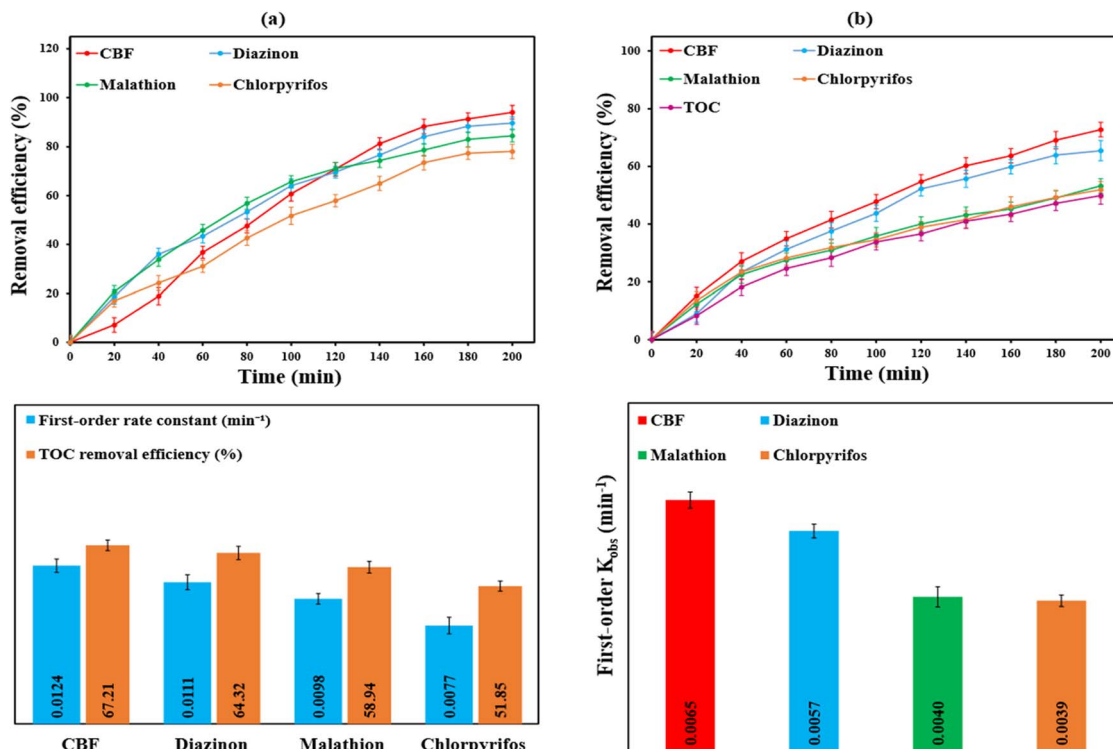 (a)
120
100
80
60
40
20
0
Removal efficiency (%)
CBF
Diazinon
Malathion
Chlorpyrifos
0 20 40 60 80 100 120 140 160 180 200
Time (min)
(b)
100
80
60
40
20
0
Removal efficiency (%)
CBF
Diazinon
Malathion
Chlorpyrifos
TOC
0 20 40 60 80 100 120 140 160 180 200
Time (min)
First-order rate constant (min⁻¹)
TOC removal efficiency (%)
0.0124
67.21
0.0111
64.32
0.0098
58.94
0.0077
51.85
CBF Diazinon Malathion Chlorpyrifos
First-order K_obs (min⁻¹)
CBF
Diazinon
Malathion
Chlorpyrifos
0.0065
0.0057
0.0040
0.0039